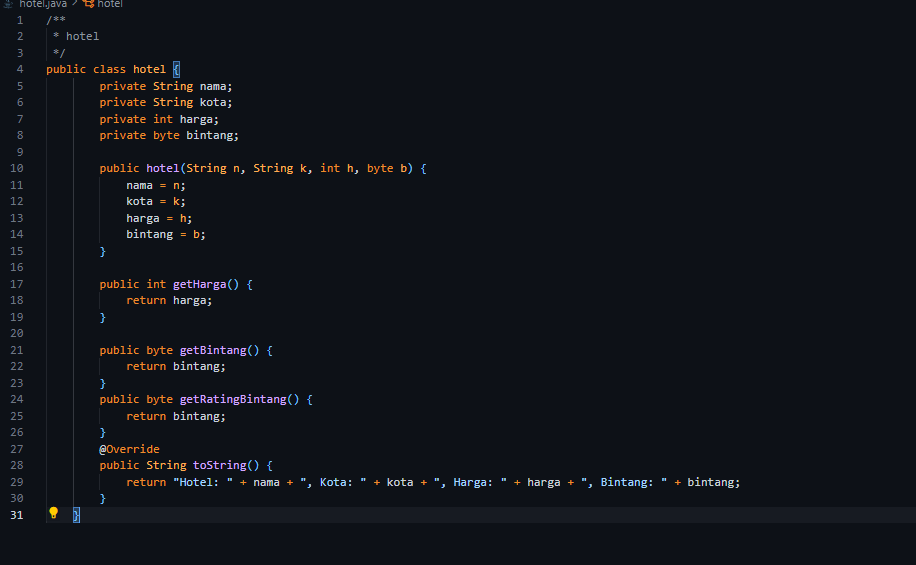 hotel.java > hotel
1 /**
2  * hotel
3  */
4 public class hotel {
5         private String nama;
6         private String kota;
7         private int harga;
8         private byte bintang;
9
10         public hotel(String n, String k, int h, byte b) {
11             nama = n;
12             kota = k;
13             harga = h;
14             bintang = b;
15         }
16
17         public int getHarga() {
18             return harga;
19         }
20
21         public byte getBintang() {
22             return bintang;
23         }
24         public byte getRatingBintang() {
25             return bintang;
26         }
27         @Override
28         public String toString() {
29             return "Hotel: " + nama + ", Kota: " + kota + ", Harga: " + harga + ", Bintang: " + bintang;
30         }
31     }